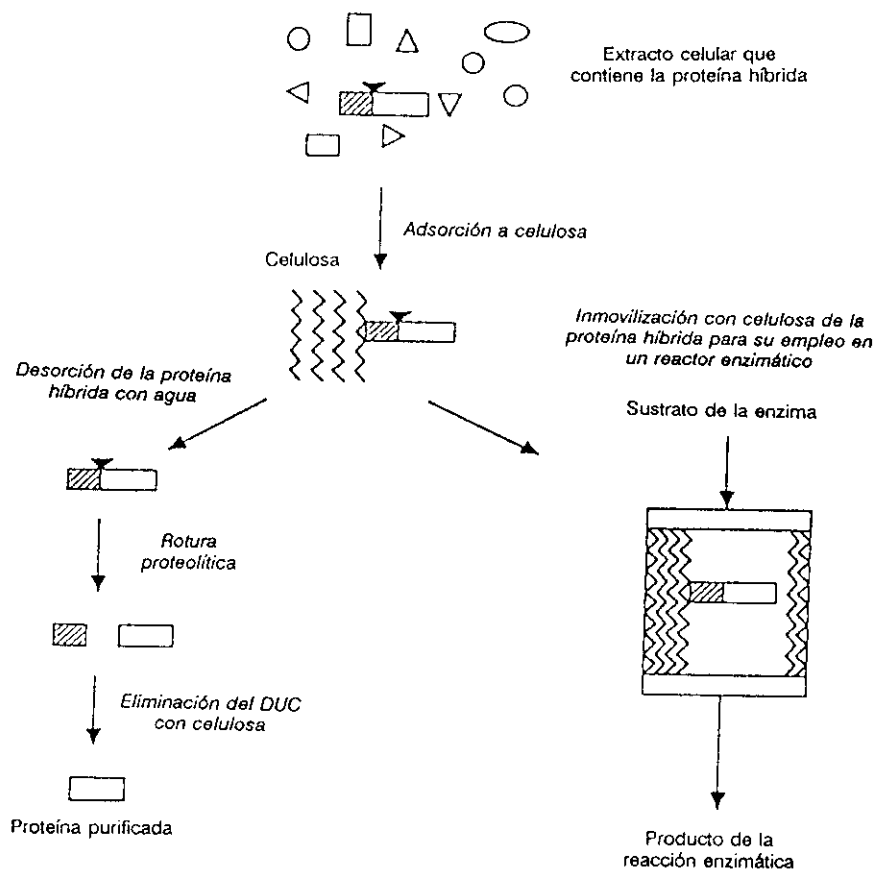 Extracto celular que
contiene la proteína híbrida
Adsorción a celulosa
Celulosa
Inmovilización con celulosa de la
proteína híbrida para su empleo en
un reactor enzimático
Desorción de la proteína
híbrida con agua
Sustrato de la enzima
Rotura
proteolítica
Eliminación del DUC
con celulosa
Proteína purificada
Producto de la
reacción enzimática